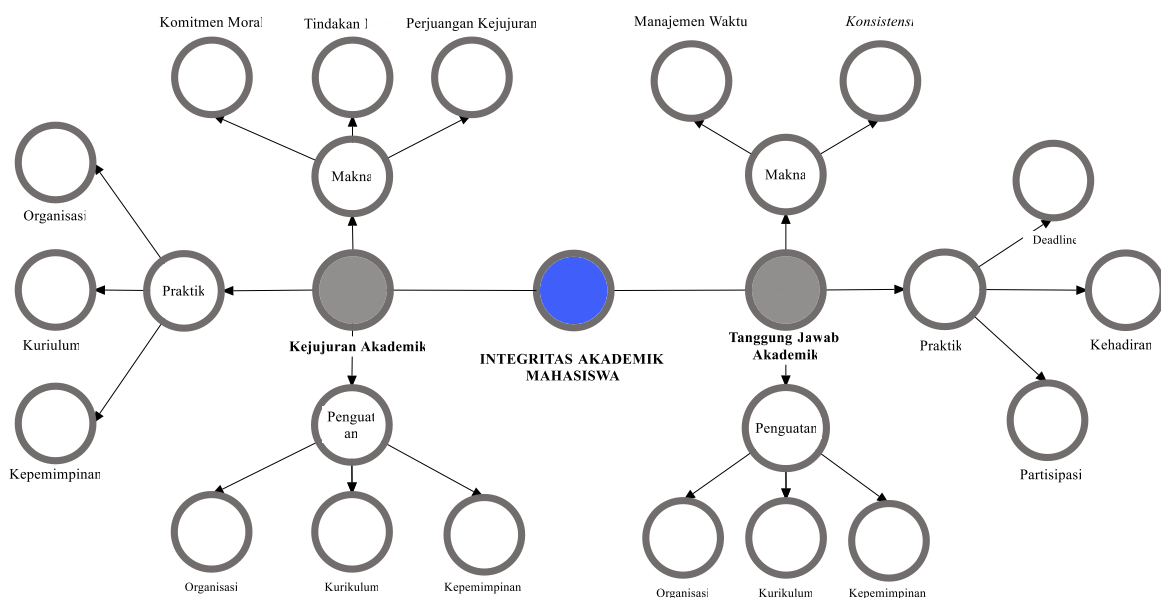 Komitmen Moral
Tindakan
Perjuangan Kejujuran
Manajemen Waktu
Konsistensi
Makna
Makna
Organisasi
Deadline
Praktik
Kuriulum
Kejujuran Akademik
INTEGRITAS AKADEMIK
MAHASISWA
Tanggung Jawab
Akademik
Praktik
Kehadiran
Kepemimpinan
Penguat
an
Penguatan
Partisipasi
Organisasi
Kurikulum
Kepemimpinan
Organisasi
Kurikulum
Kepemimpinan